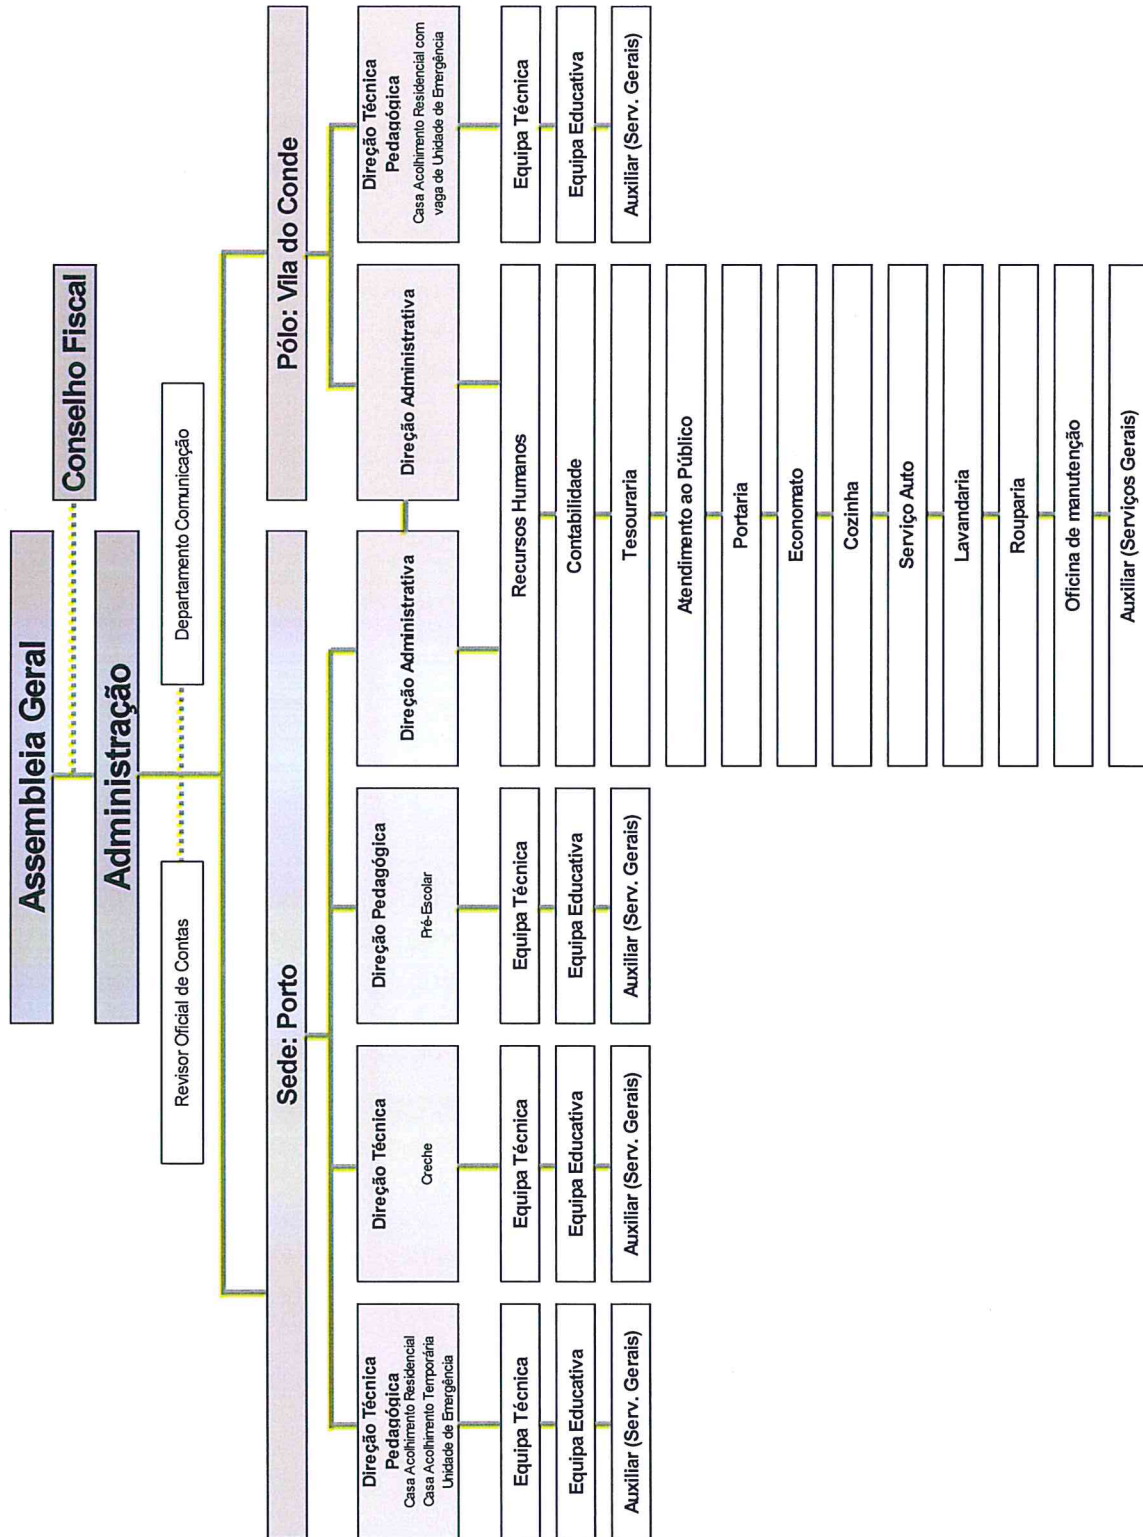 Assembleia Geral
Conselho Fiscal
Administração
Revisor Oficial de Contas
Departamento Comunicação
Sede: Porto
Pólo: Vila do Conde
Direção Técnica
Pedagógica
Casa Acolhimento Residencial
Casa Acolhimento Temporária
Unidade de Emergência
Direção Técnica
Creche
Direção Pedagógica
Pré-Escolar
Direção Administrativa
Direção Administrativa
Direção Técnica
Pedagógica
Casa Acolhimento Residencial com
vaga de Unidade de Emergência
Equipa Técnica
Equipa Educativa
Auxiliar (Serv. Gerais)
Equipa Técnica
Equipa Educativa
Auxiliar (Serv. Gerais)
Equipa Técnica
Equipa Educativa
Auxiliar (Serv. Gerais)
Recursos Humanos
Contabilidade
Tesouraria
Atendimento ao Público
Portaria
Economato
Cozinha
Serviço Auto
Lavandaria
Rouparia
Oficina de manutenção
Auxiliar (Serviços Gerais)
Equipa Técnica
Equipa Educativa
Auxiliar (Serv. Gerais)